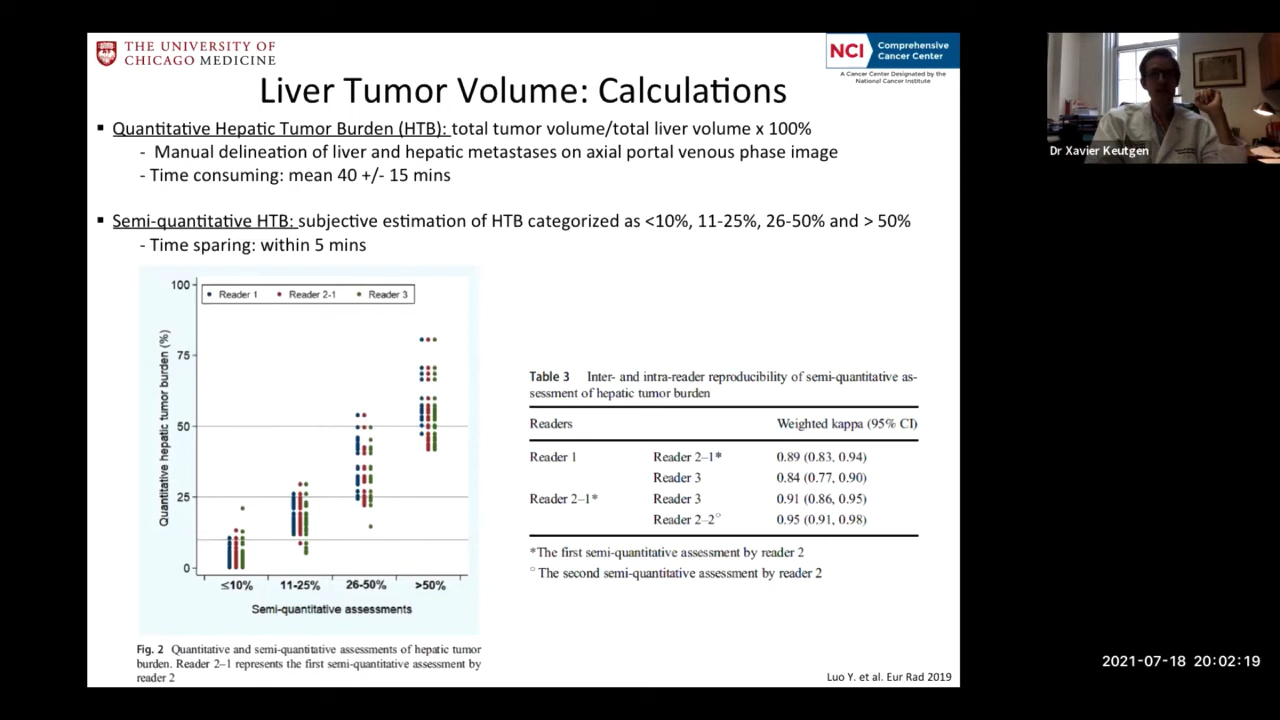 THE UNIVERSITY OF
CHICAGO MEDICINE
NCI Comprehensive
Cancer Center
A Cancer Center Designated by the
National Cancer Institute
Liver Tumor Volume: Calculations
▪ Quantitative Hepatic Tumor Burden (HTB): total tumor volume/total liver volume x 100%
- Manual delineation of liver and hepatic metastases on axial portal venous phase image
- Time consuming: mean 40 +/- 15 mins
▪ Semi-quantitative HTB: subjective estimation of HTB categorized as <10%, 11-25%, 26-50% and > 50%
- Time sparing: within 5 mins
Reader 1 Reader 2-1 Reader 3
Quantitative hepatic tumor burden (%)
100
75
50
25
0
≤10% 11-25% 26-50% >50%
Semi-quantitative assessments
Fig. 2 Quantitative and semi-quantitative assessments of hepatic tumor
burden. Reader 2–1 represents the first semi-quantitative assessment by
reader 2
Table 3 Inter- and intra-reader reproducibility of semi-quantitative as-
sessment of hepatic tumor burden
Readers Weighted kappa (95% CI)
Reader 1 Reader 2–1* 0.89 (0.83, 0.94)
Reader 3 0.84 (0.77, 0.90)
Reader 2–1* Reader 3 0.91 (0.86, 0.95)
Reader 2–2° 0.95 (0.91, 0.98)
*The first semi-quantitative assessment by reader 2
° The second semi-quantitative assessment by reader 2
Luo Y. et al. Eur Rad 2019
Dr Xavier Keutgen
2021-07-18 20:02:19